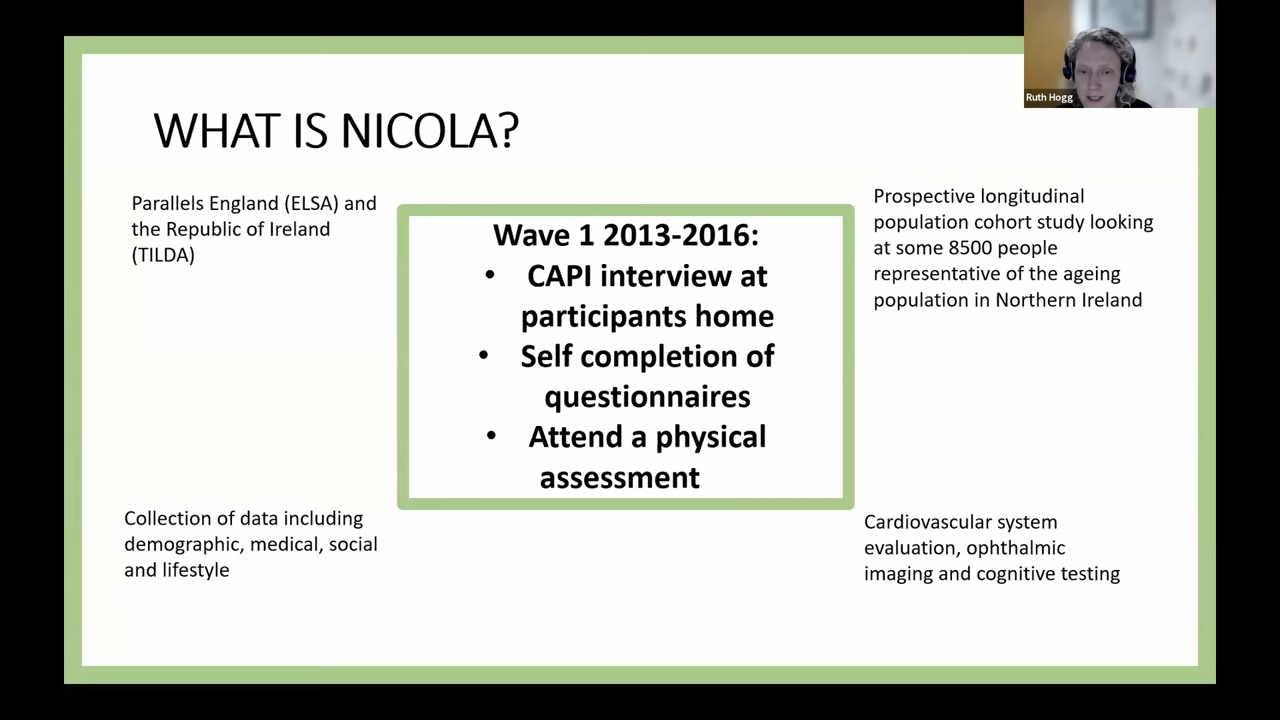 Ruth Hogg
WHAT IS NICOLA?
Parallels England (ELSA) and
the Republic of Ireland
(TILDA)
Wave 1 2013-2016:
• CAPI interview at
participants home
• Self completion of
questionnaires
• Attend a physical
assessment
Prospective longitudinal
population cohort study looking
at some 8500 people
representative of the ageing
population in Northern Ireland
Collection of data including
demographic, medical, social
and lifestyle
Cardiovascular system
evaluation, ophthalmic
imaging and cognitive testing